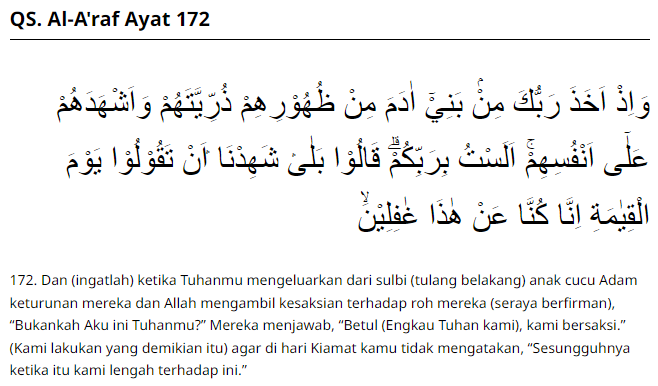 QS. Al-A'raf Ayat 172
وَاِذْ اَخَذَ رَبُّكَ مِنْۢ بَنِيْٓ اٰدَمَ مِنْ ظُهُوْرِهِمْ ذُرِّيَّتَهُمْ وَاَشْهَدَهُمْ
عَلٰٓى اَنْفُسِهِمْۚ اَلَسْتُ بِرَبِّكُمْۗ قَالُوْا بَلٰىۛ شَهِدْنَا ۛاَنْ تَقُوْلُوْا يَوْمَ
الْقِيٰمَةِ اِنَّا كُنَّا عَنْ هٰذَا غٰفِلِيْنَۙ
172. Dan (ingatlah) ketika Tuhanmu mengeluarkan dari sulbi (tulang belakang) anak cucu Adam
keturunan mereka dan Allah mengambil kesaksian terhadap roh mereka (seraya berfirman),
“Bukankah Aku ini Tuhanmu?” Mereka menjawab, “Betul (Engkau Tuhan kami), kami bersaksi.”
(Kami lakukan yang demikian itu) agar di hari Kiamat kamu tidak mengatakan, “Sesungguhnya
ketika itu kami lengah terhadap ini.”